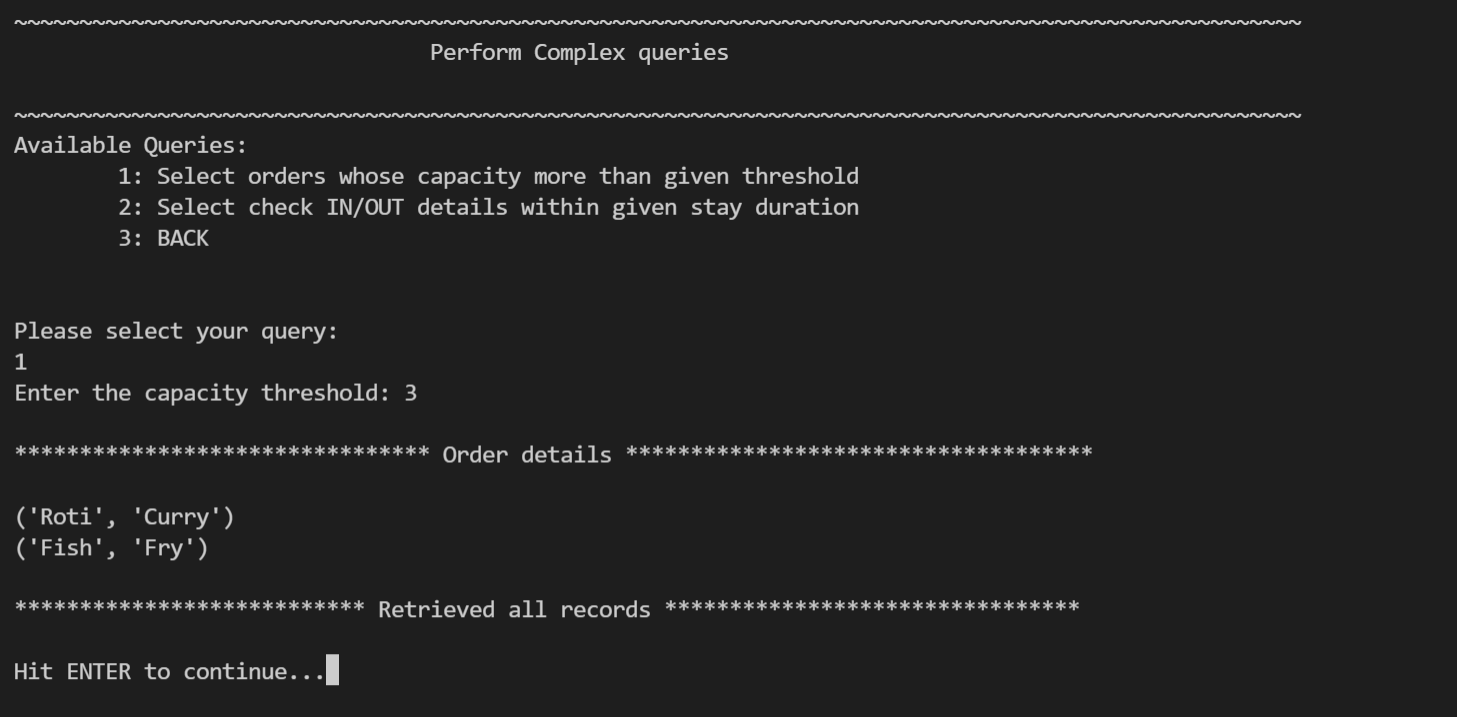 ~~~~~~~~~~~~~~~~~~~~~~~~~~~~~~~~~~~~~~~~~~~~~~~~~~~~~~~~~~~~~~~~~~~~~~~~~~~~~~~~~~~~~~~~~~~~~~~~~~~
Perform Complex queries
~~~~~~~~~~~~~~~~~~~~~~~~~~~~~~~~~~~~~~~~~~~~~~~~~~~~~~~~~~~~~~~~~~~~~~~~~~~~~~~~~~~~~~~~~~~~~~~~~~~
Available Queries:
1: Select orders whose capacity more than given threshold
2: Select check IN/OUT details within given stay duration
3: BACK
Please select your query:
1
Enter the capacity threshold: 3
******************************** Order details ************************************
('Roti', 'Curry')
('Fish', 'Fry')
*************************** Retrieved all records ********************************
Hit ENTER to continue...